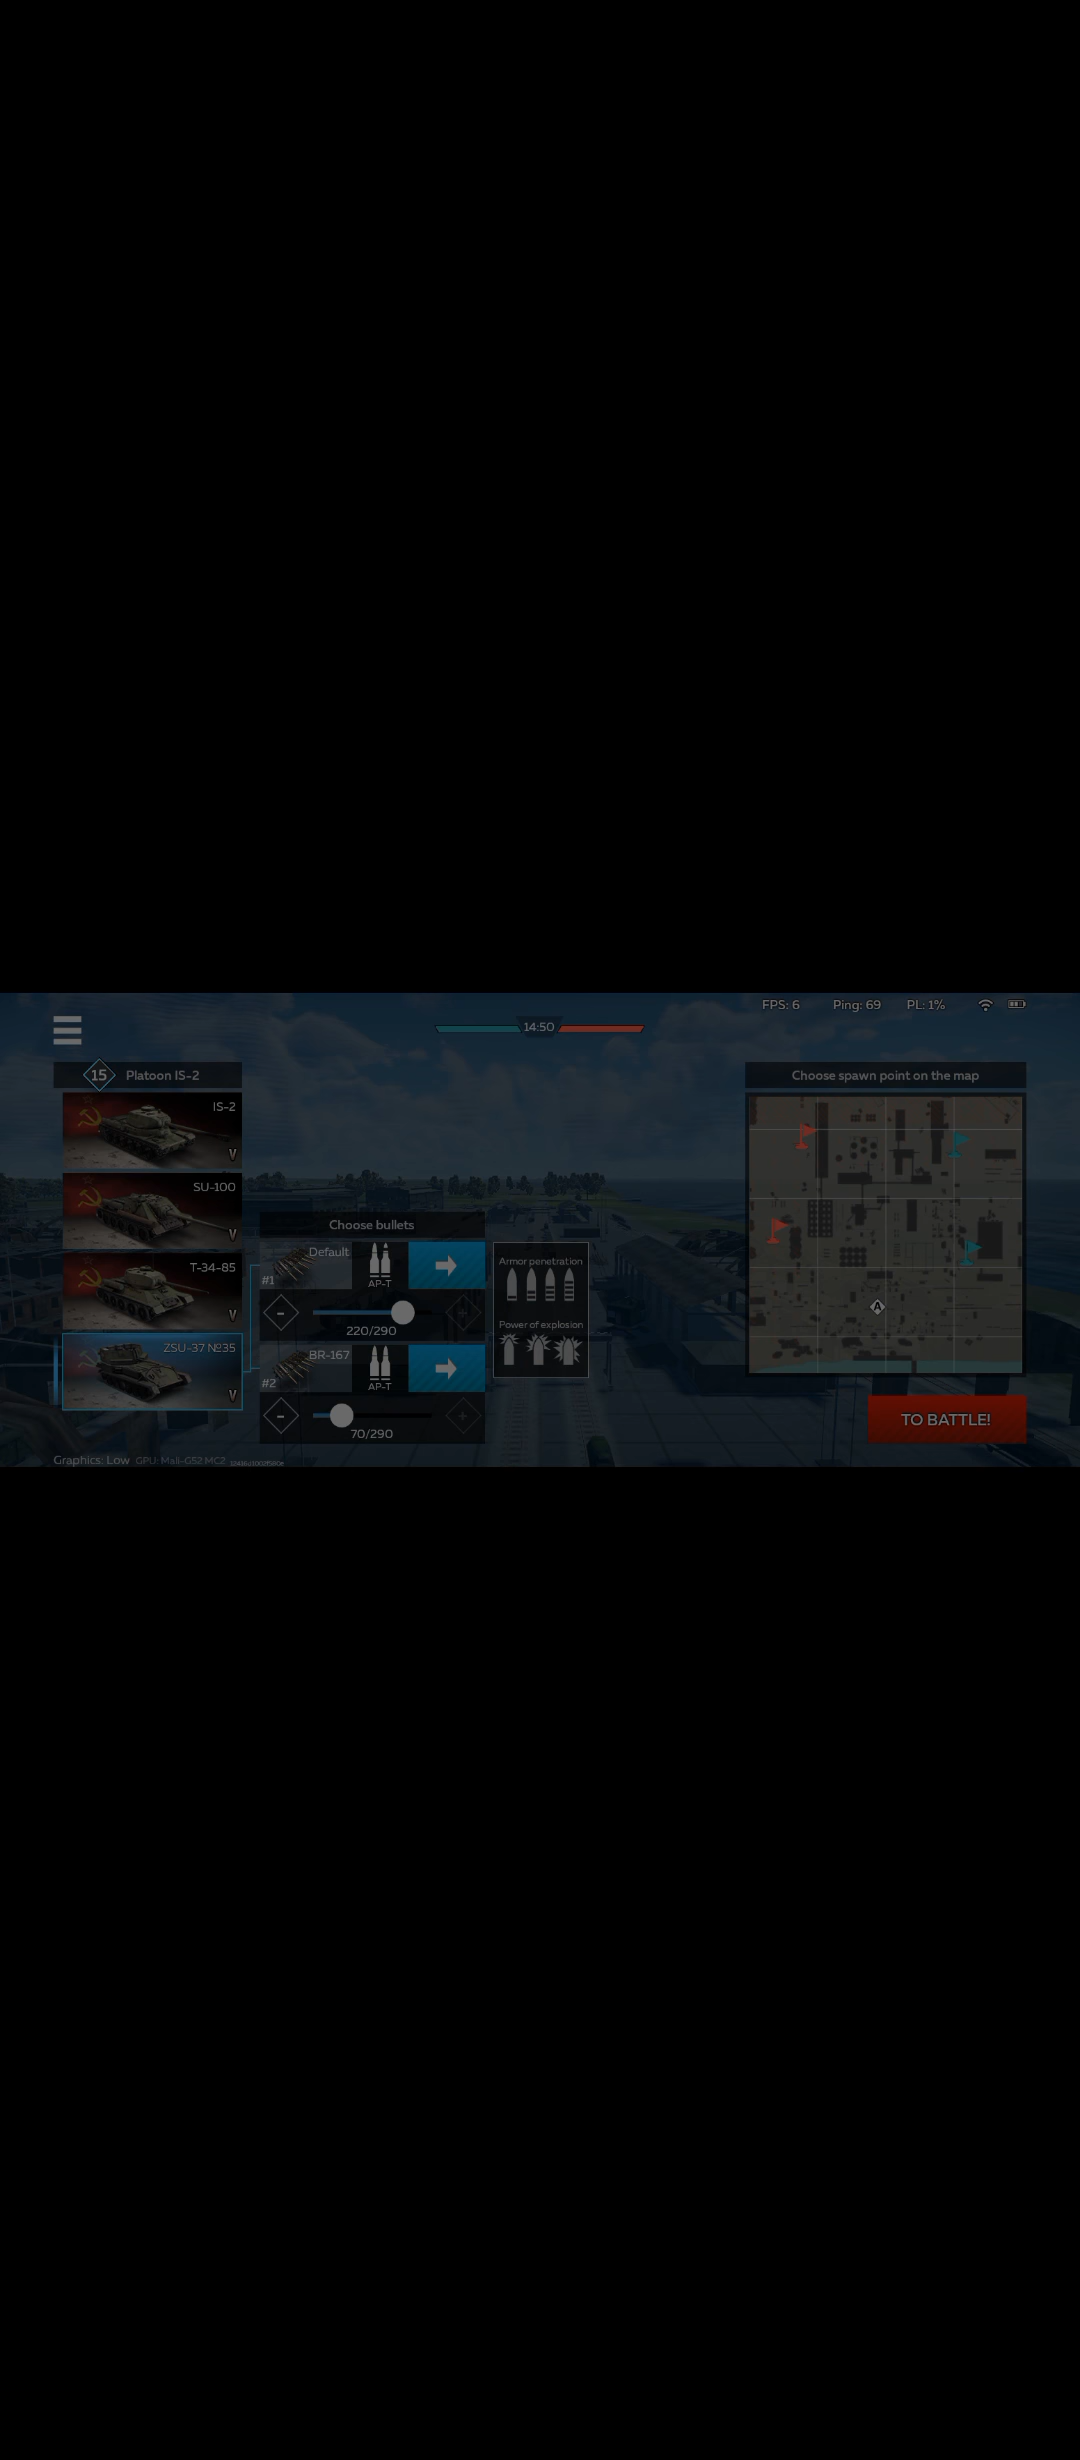 FPS: 6 Ping: 69 PL: 1%
14:50
15 Platoon IS-2
Choose spawn point on the map
IS-2
V
SU-100
V
T-34-85
V
ZSU-37 №35
V
Choose bullets
Default
#1
AP-T
- +
220/290
BR-167
#2
AP-T
- +
70/290
Armor penetration
Power of explosion
A
TO BATTLE!
Graphics: Low GPU: Mali-G52 MC2